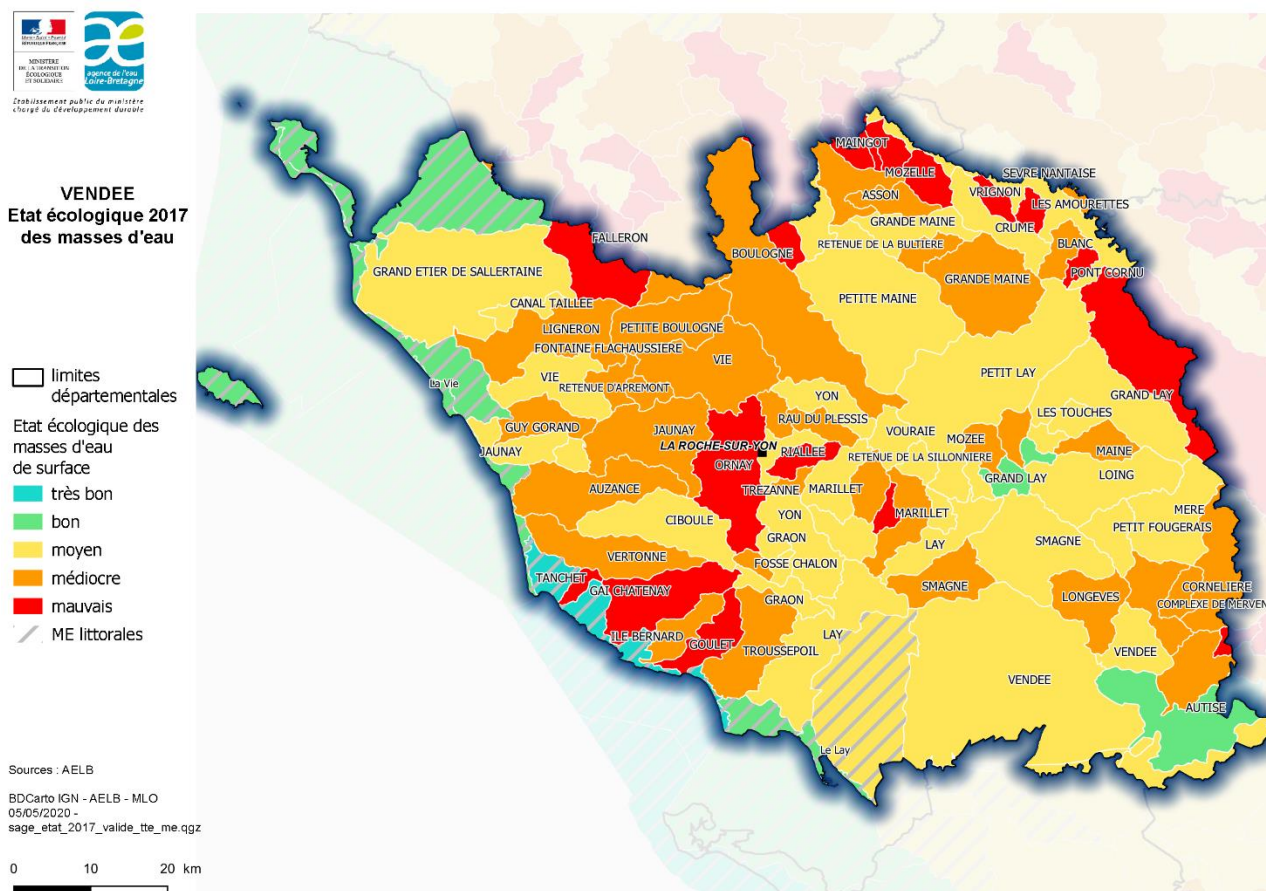 MINISTÈRE
DE LA TRANSITION
ÉCOLOGIQUE
ET SOLIDAIRE
agence de l'eau
Loire-Bretagne
Établissement public du ministère
chargé du développement durable
VENDEE
Etat écologique 2017
des masses d'eau
limites
départementales
Etat écologique des
masses d'eau
de surface
très bon
bon
moyen
médiocre
mauvais
ME littorales
Sources : AELB
BDCarto IGN - AELB - MLO
05/05/2020 -
sage_etat_2017_valide_tte_me.qgz
0 10 20 km
MAINGOT
MOZELLE
SEVRE NANTAISE
VRIGNON
ASSON
LES AMOURETTES
GRANDE MAINE
CRUME
FALLERON
BOULOGNE
RETENUE DE LA BULTIERE
BLANC
GRAND ETIER DE SALLERTAINE
GRANDE MAINE
PONT CORNU
PETITE MAINE
CANAL TAILLEE
LIGNERON
PETITE BOULOGNE
FONTAINE FLACHAUSSIERE
VIE
VIE
PETIT LAY
La Vie
RETENUE D'APREMONT
YON
GRAND LAY
LES TOUCHES
RAU DU PLESSIS
GUY GORAND
JAUNAY
VOURAIE
MOZEE
LA ROCHE-SUR-YON
JAUNAY
RIALLEE
RETENUE DE LA SILLONNIERE
MAINE
ORNAY
GRAND LAY
LOING
AUZANCE
TREZANNE
MARILLET
MERE
CIBOULE
YON
MARILLET
PETIT FOUGERAIS
GRAON
LAY
SMAGNE
VERTONNE
FOSSE CHALON
TANCHET
GAI CHATENAY
SMAGNE
CORNELIERE
GRAON
LONGEVES
COMPLEXE DE MERVEN
ILE BERNARD
LAY
GOULET
TROUSSEPOIL
VENDEE
VENDEE
AUTISE
Le Lay